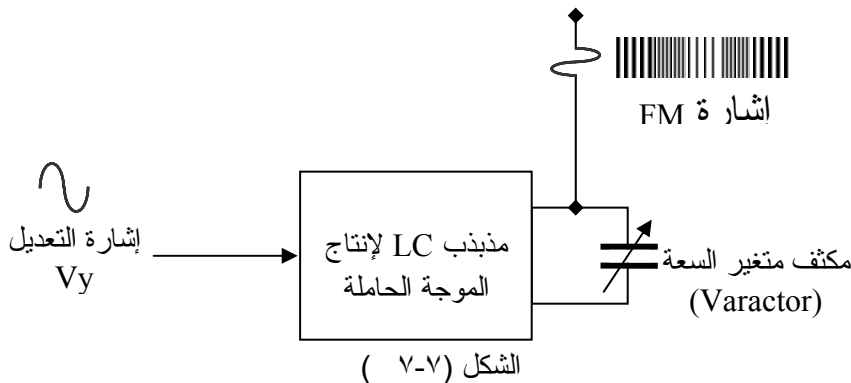 إشارة FM
إشارة التعديل
Vy
مذبذب LC لإنتاج
الموجة الحاملة
مكثف متغير السعة
(Varactor)
الشكل (٧-٧ )